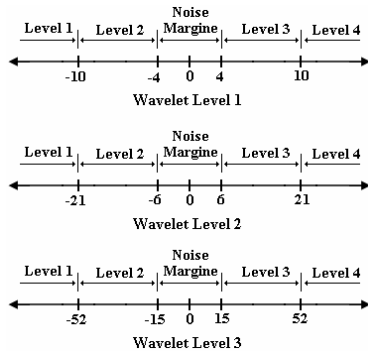 Noise
Level 1 Level 2 Margine Level 3 Level 4
-10 -4 0 4 10
Wavelet Level 1
Noise
Level 1 Level 2 Margine Level 3 Level 4
-21 -6 0 6 21
Wavelet Level 2
Noise
Level 1 Level 2 Margine Level 3 Level 4
-52 -15 0 15 52
Wavelet Level 3